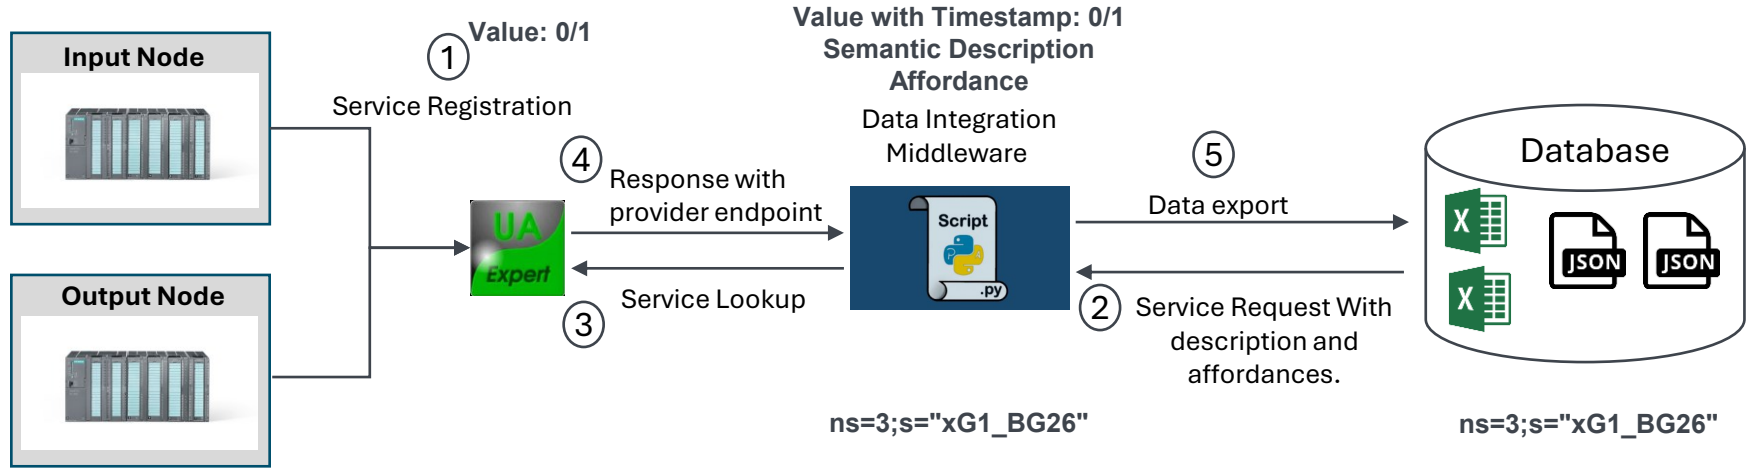 Input Node
Output Node
1
Value: 0/1
Service Registration
UA
Expert
4
Response with
provider endpoint
Service Lookup
3
Value with Timestamp: 0/1
Semantic Description
Affordance
Data Integration
Middleware
Script
.py
ns=3;s="xG1_BG26"
5
Data export
2
Service Request With
description and
affordances.
Database
X
X
JSON
JSON
ns=3;s="xG1_BG26"